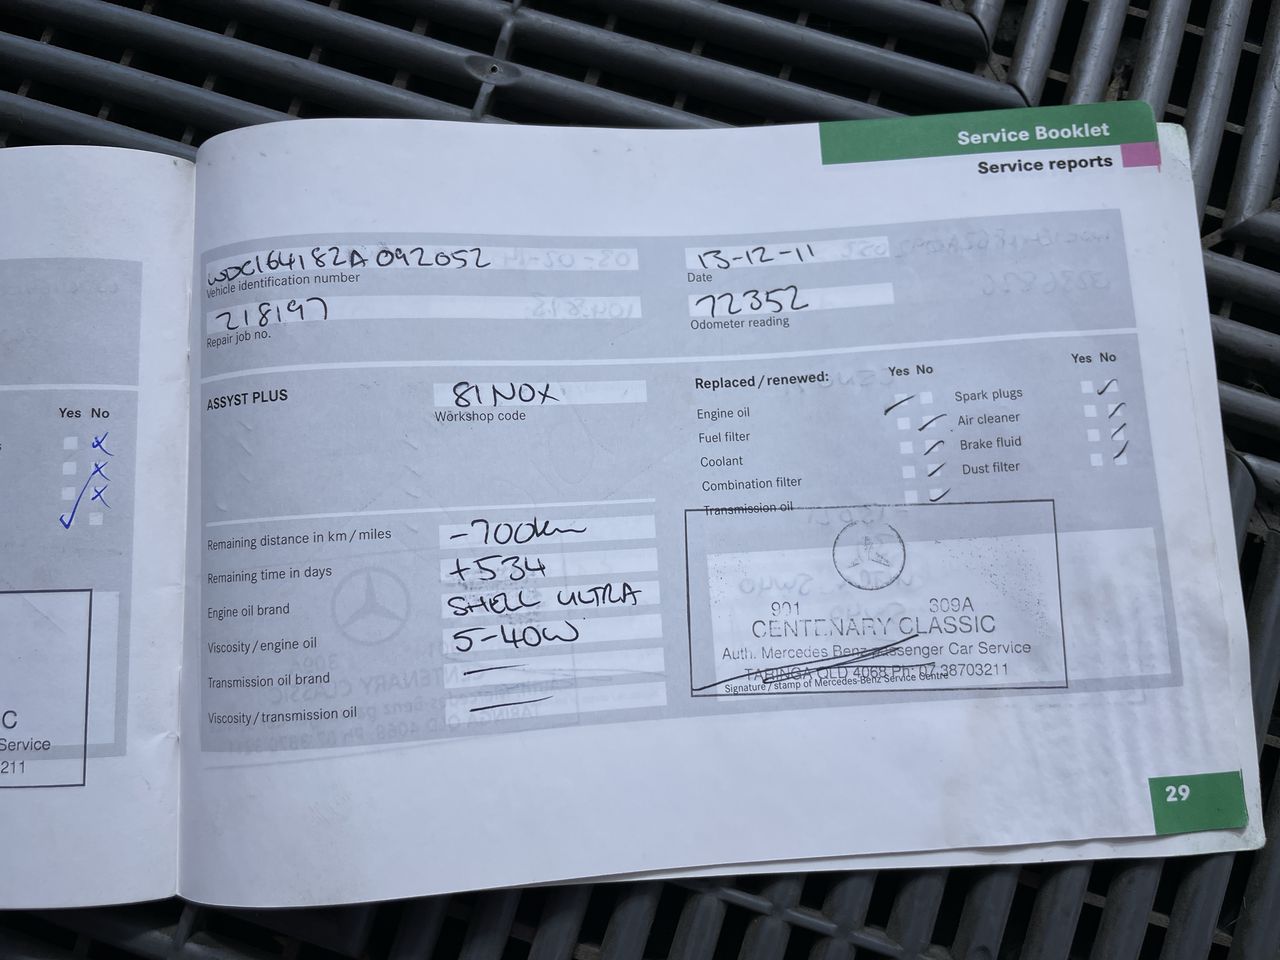 Service Booklet
Service reports
WDC164182A092052
Vehicle identification number
13-12-11
Date
218197
Repair job no.
72352
Odometer reading
ASSYST PLUS
81NOX
Workshop code
Replaced / renewed:
Yes No
Yes No
Engine oil
Fuel filter
Coolant
Combination filter
Transmission oil
Spark plugs
Air cleaner
Brake fluid
Dust filter
Remaining distance in km / miles
-700km
Remaining time in days
+534
Engine oil brand
SHELL ULTRA
Viscosity / engine oil
5-40W
Transmission oil brand
Viscosity / transmission oil
901 309A
CENTENARY CLASSIC
Auth. Mercedes Benz passenger Car Service
TARINGA QLD 4068 Ph: 07 38703211
Signature / stamp of Mercedes-Benz Service Centre
29
Yes No
C
Service
211